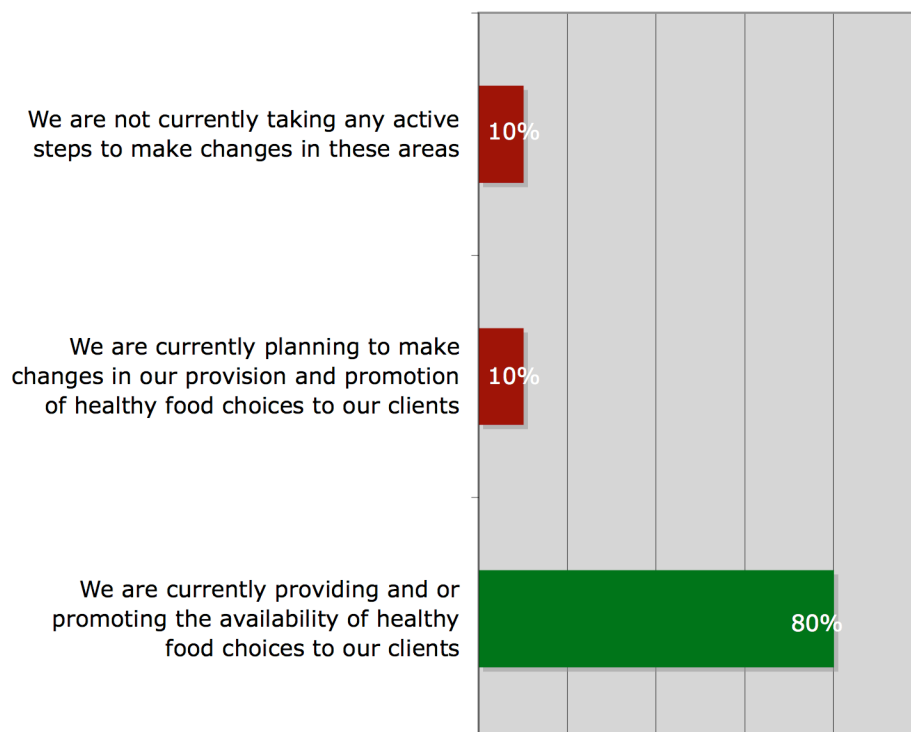 We are not currently taking any active
steps to make changes in these areas
10%
We are currently planning to make
changes in our provision and promotion
of healthy food choices to our clients
10%
We are currently providing and or
promoting the availability of healthy
food choices to our clients
80%